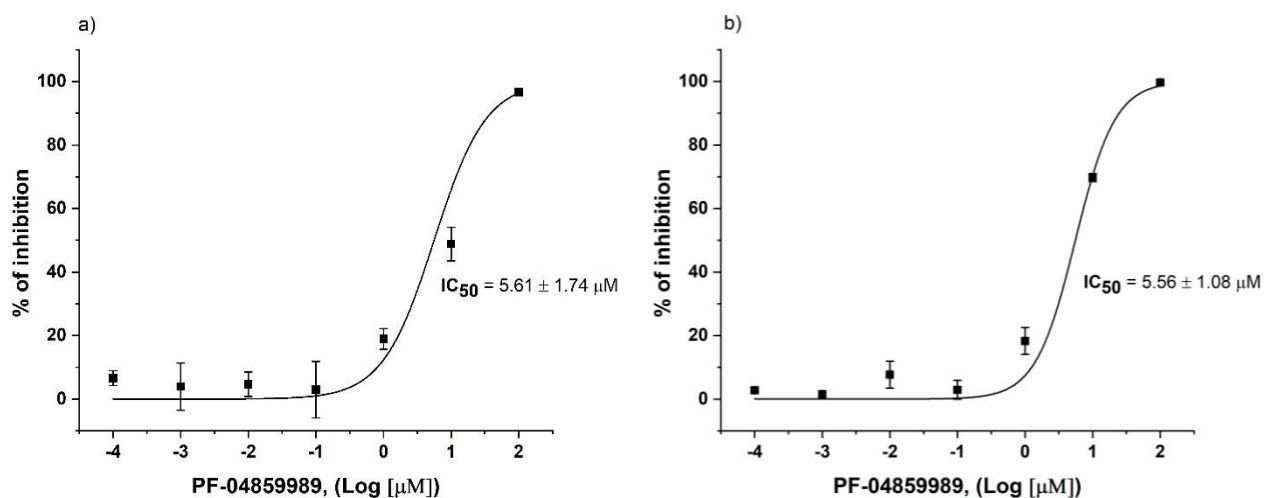 a)
% of inhibition
100
80
60
40
20
0
IC50 = 5.61 ± 1.74 μM
-4 -3 -2 -1 0 1 2
PF-04859989, (Log [μM])
b)
% of inhibition
100
80
60
40
20
0
IC50 = 5.56 ± 1.08 μM
-4 -3 -2 -1 0 1 2
PF-04859989, (Log [μM])